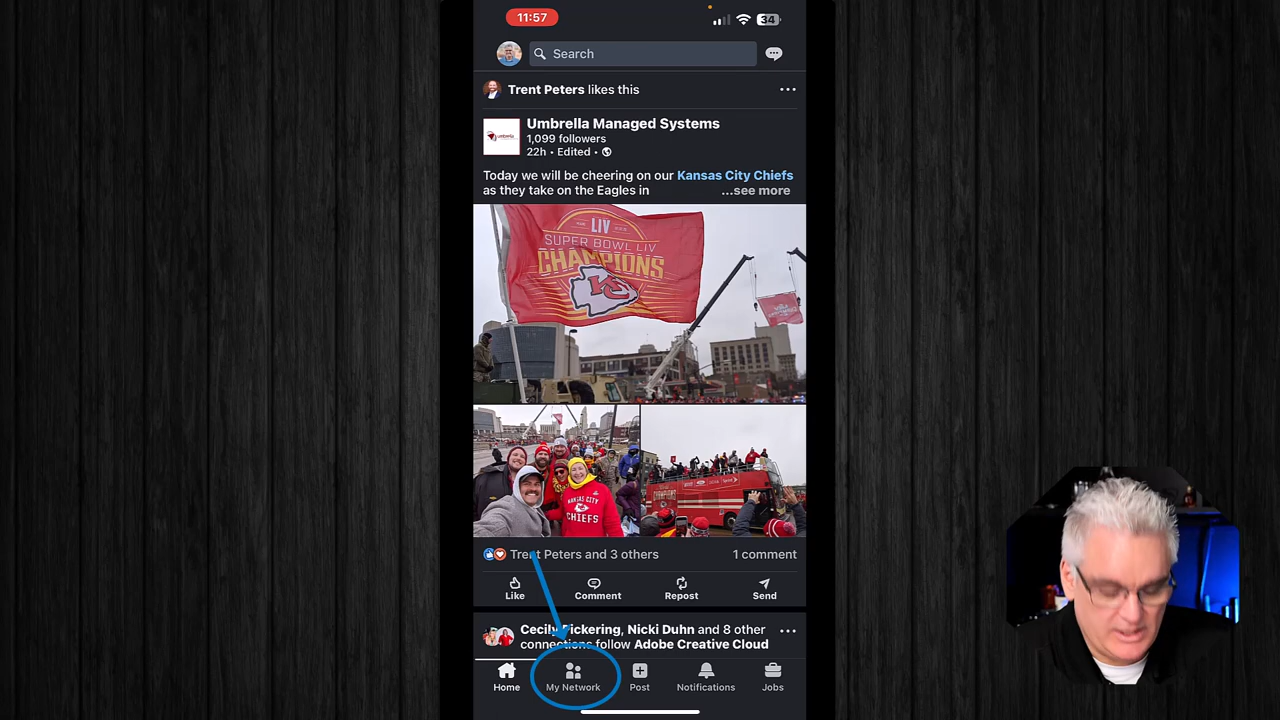 11:57
34
Search
Trent Peters likes this
Umbrella Managed Systems
1,099 followers
22h • Edited •
Today we will be cheering on our Kansas City Chiefs
as they take on the Eagles in ...see more
LIV
SUPER BOWL LIV
CHAMPIONS
KC
KANSAS CITY
CHIEFS
Trent Peters and 3 others 1 comment
Like Comment Repost Send
Cecily Pickering, Nicki Duhn and 8 other
connections follow Adobe Creative Cloud
Home My Network Post Notifications Jobs